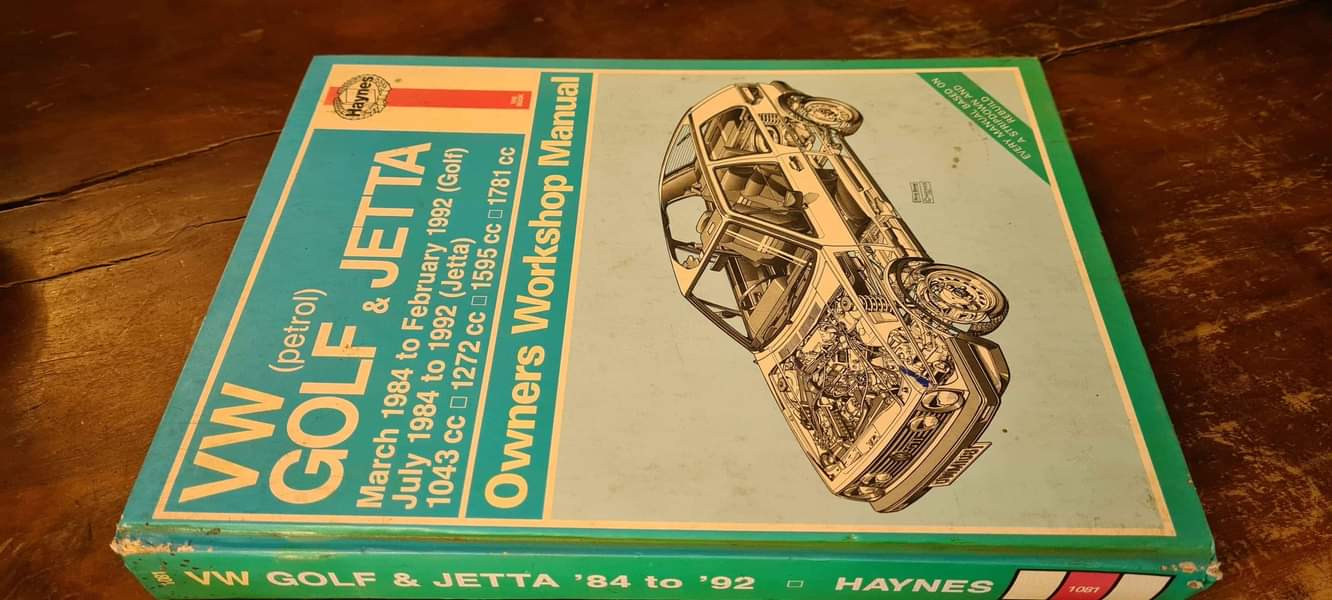 Haynes
VW
(petrol)
GOLF & JETTA
March 1984 to February 1992 (Golf)
July 1984 to 1992 (Jetta)
1043 cc □ 1272 cc □ 1595 cc □ 1781 cc
Owners Workshop Manual
EVERY MANUAL BASED ON
A STRIPDOWN AND
REBUILD
1081 VW GOLF & JETTA '84 to '92 □ HAYNES 1081